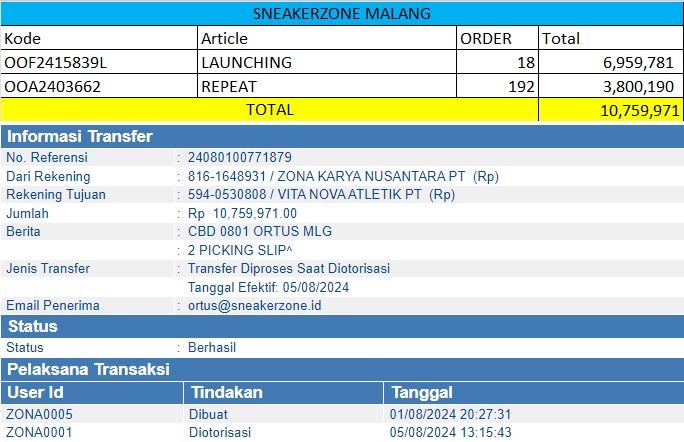 SNEAKERZONE MALANG
Kode Article ORDER Total
OOF2415839L LAUNCHING 18 6,959,781
OOA2403662 REPEAT 192 3,800,190
TOTAL 10,759,971
Informasi Transfer
No. Referensi : 24080100771879
Dari Rekening : 816-1648931 / ZONA KARYA NUSANTARA PT (Rp)
Rekening Tujuan : 594-0530808 / VITA NOVA ATLETIK PT (Rp)
Jumlah : Rp 10,759,971.00
Berita : CBD 0801 ORTUS MLG
: 2 PICKING SLIP^
Jenis Transfer : Transfer Diproses Saat Diotorisasi
Tanggal Efektif: 05/08/2024
Email Penerima : ortus@sneakerzone.id
Status
Status : Berhasil
Pelaksana Transaksi
User Id Tindakan Tanggal
ZONA0005 Dibuat 01/08/2024 20:27:31
ZONA0001 Diotorisasi 05/08/2024 13:15:43